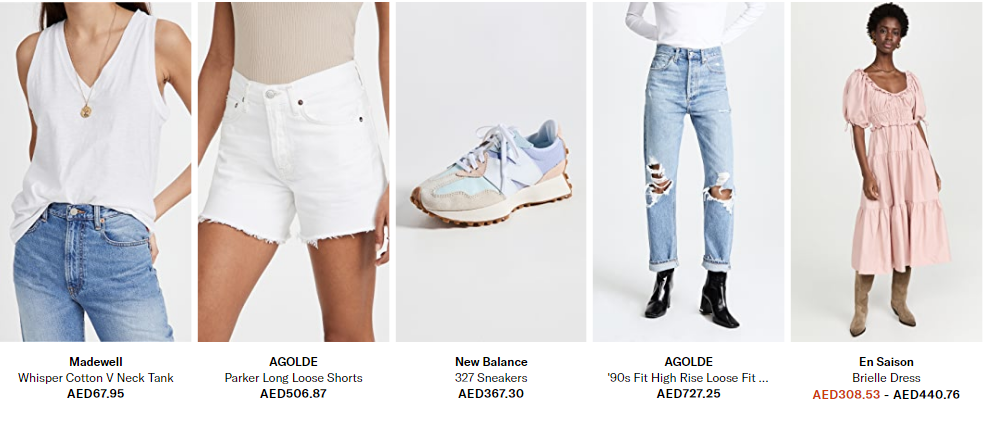 Madewell
Whisper Cotton V Neck Tank
AED67.95
AGOLDE
Parker Long Loose Shorts
AED506.87
New Balance
327 Sneakers
AED367.30
AGOLDE
'90s Fit High Rise Loose Fit ...
AED727.25
En Saison
Brielle Dress
AED308.53 - AED440.76